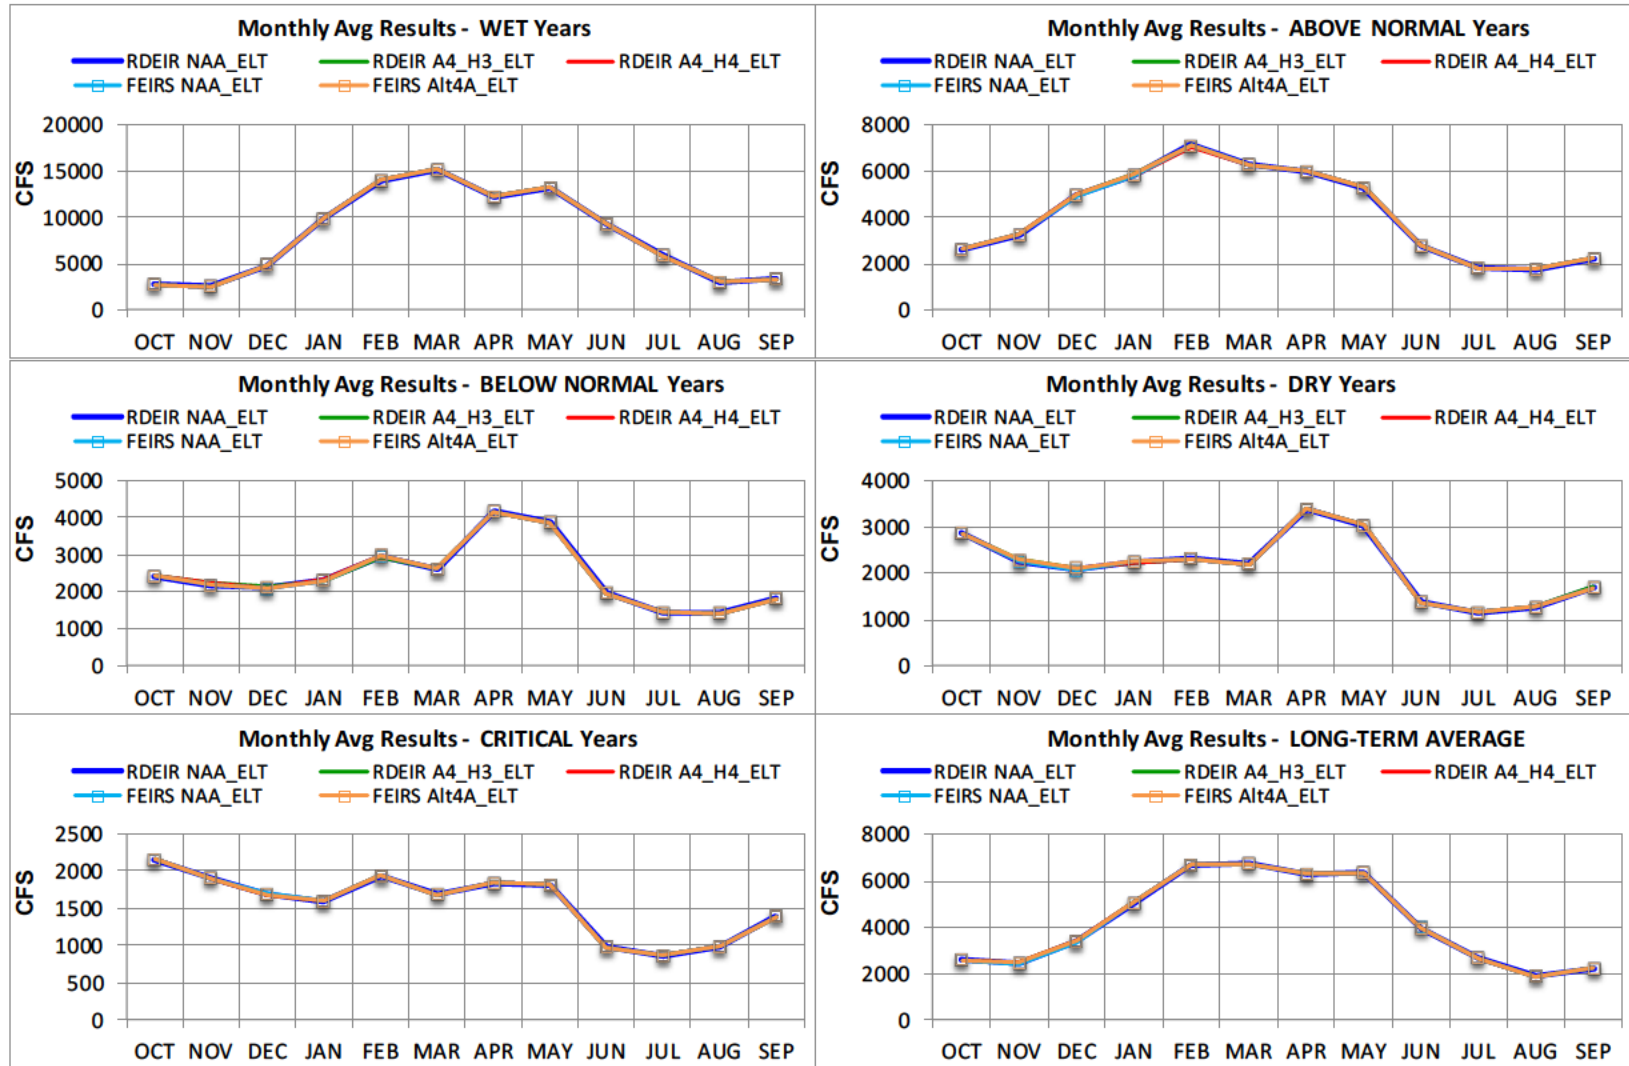 Monthly Avg Results - WET Years
RDEIR NAA_ELT RDEIR A4_H3_ELT RDEIR A4_H4_ELT
FEIRS NAA_ELT FEIRS Alt4A_ELT
CFS
20000
15000
10000
5000
0
OCT NOV DEC JAN FEB MAR APR MAY JUN JUL AUG SEP
Monthly Avg Results - ABOVE NORMAL Years
RDEIR NAA_ELT RDEIR A4_H3_ELT RDEIR A4_H4_ELT
FEIRS NAA_ELT FEIRS Alt4A_ELT
CFS
8000
6000
4000
2000
0
OCT NOV DEC JAN FEB MAR APR MAY JUN JUL AUG SEP
Monthly Avg Results - BELOW NORMAL Years
RDEIR NAA_ELT RDEIR A4_H3_ELT RDEIR A4_H4_ELT
FEIRS NAA_ELT FEIRS Alt4A_ELT
CFS
5000
4000
3000
2000
1000
0
OCT NOV DEC JAN FEB MAR APR MAY JUN JUL AUG SEP
Monthly Avg Results - DRY Years
RDEIR NAA_ELT RDEIR A4_H3_ELT RDEIR A4_H4_ELT
FEIRS NAA_ELT FEIRS Alt4A_ELT
CFS
4000
3000
2000
1000
0
OCT NOV DEC JAN FEB MAR APR MAY JUN JUL AUG SEP
Monthly Avg Results - CRITICAL Years
RDEIR NAA_ELT RDEIR A4_H3_ELT RDEIR A4_H4_ELT
FEIRS NAA_ELT FEIRS Alt4A_ELT
CFS
2500
2000
1500
1000
500
0
OCT NOV DEC JAN FEB MAR APR MAY JUN JUL AUG SEP
Monthly Avg Results - LONG-TERM AVERAGE
RDEIR NAA_ELT RDEIR A4_H3_ELT RDEIR A4_H4_ELT
FEIRS NAA_ELT FEIRS Alt4A_ELT
CFS
8000
6000
4000
2000
0
OCT NOV DEC JAN FEB MAR APR MAY JUN JUL AUG SEP